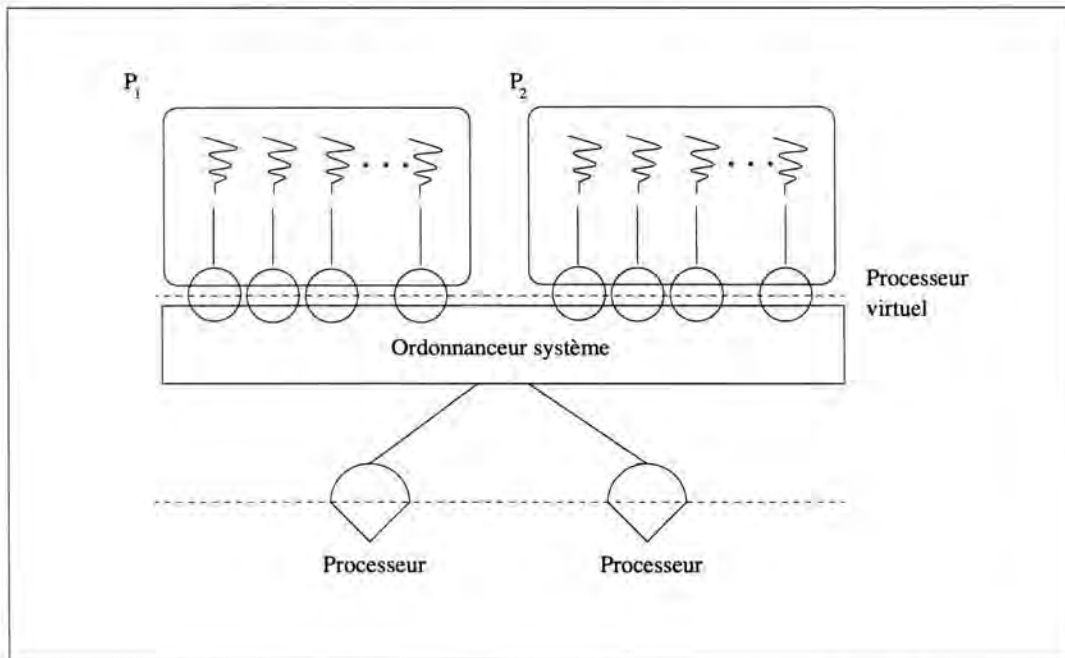 P1
P2
Processeur
virtuel
Ordonnanceur système
Processeur
Processeur